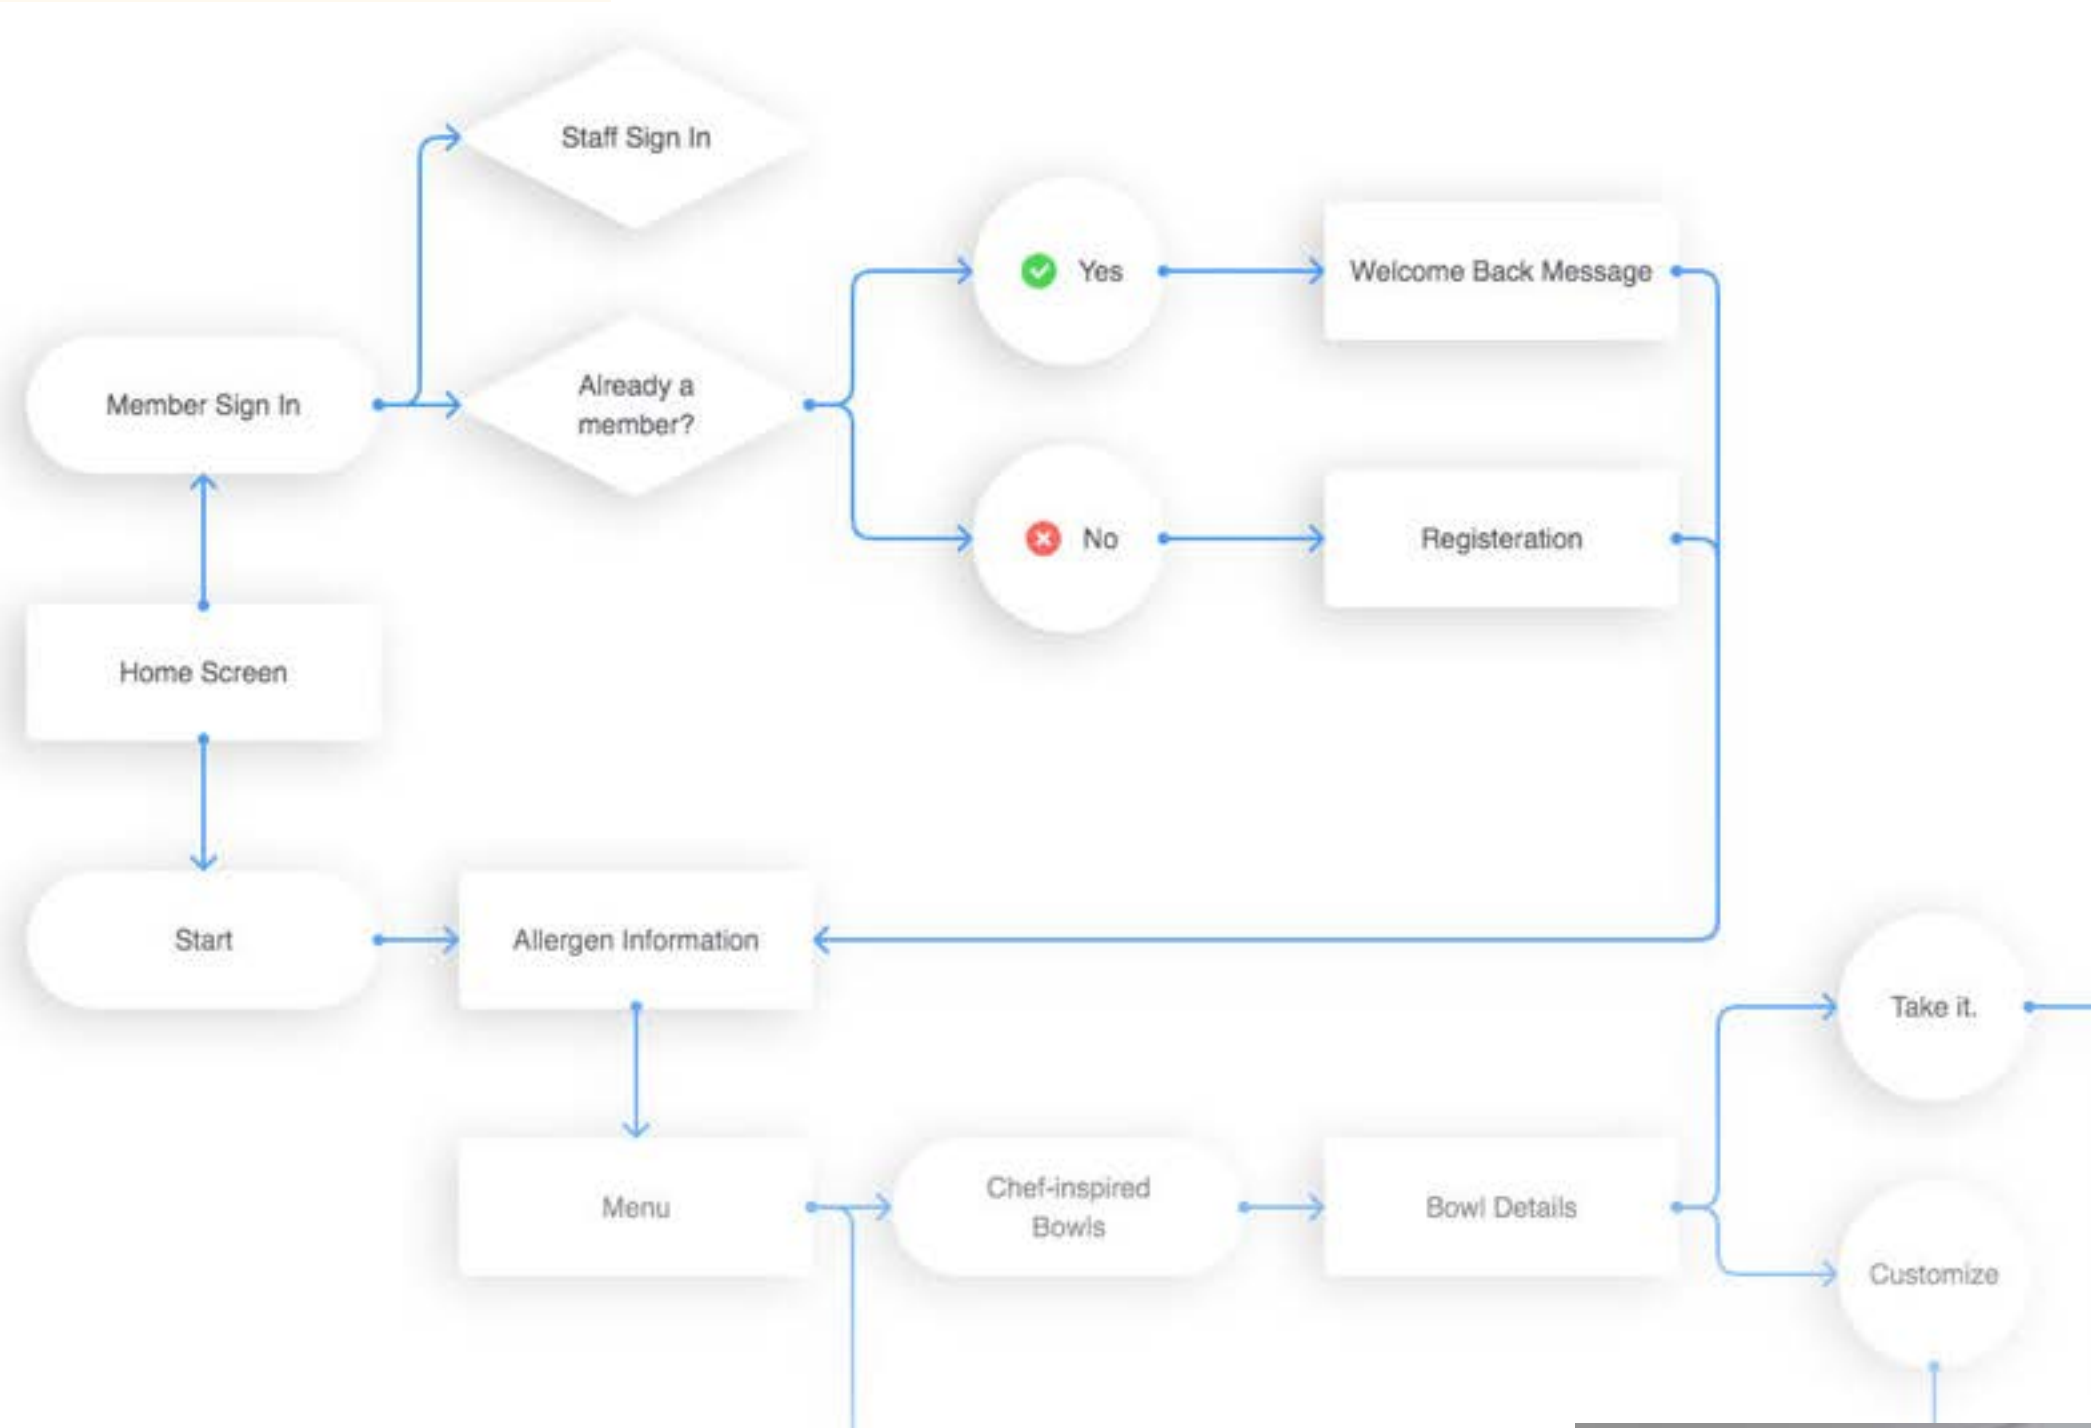 Staff Sign In
Yes
Welcome Back Message
Member Sign In
Already a
member?
No
Registeration
Home Screen
Start
Allergen Information
Take it.
Menu
Chef-inspired
Bowls
Bowl Details
Customize